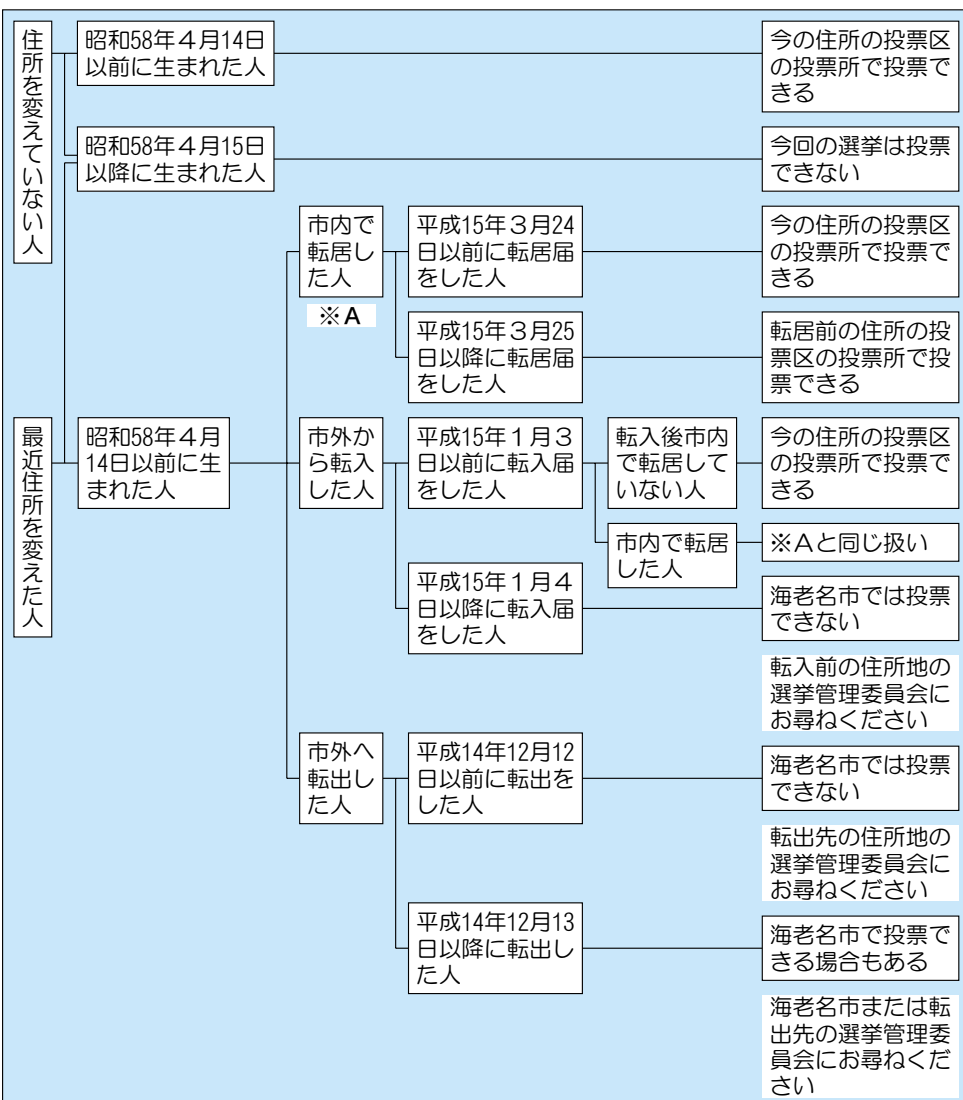 住所を変えていない人
昭和58年４月14日
以前に生まれた人
今の住所の投票区
の投票所で投票で
きる
昭和58年４月15日
以降に生まれた人
今回の選挙は投票
できない
市内で
転居し
た人
※Ａ
平成15年３月24
日以前に転居届
をした人
今の住所の投票区
の投票所で投票で
きる
平成15年３月25
日以降に転居届
をした人
転居前の住所の投
票区の投票所で投
票できる
最近住所を変えた人
昭和58年４月
14日以前に生
まれた人
市外か
ら転入
した人
平成15年１月３
日以前に転入届
をした人
転入後市内
で転居して
いない人
今の住所の投票区
の投票所で投票で
きる
市内で転居
した人
※Ａと同じ扱い
平成15年１月４
日以降に転入届
をした人
海老名市では投票
できない
転入前の住所地の
選挙管理委員会に
お尋ねください
市外へ
転出し
た人
平成14年12月12
日以前に転出を
した人
海老名市では投票
できない
転出先の住所地の
選挙管理委員会に
お尋ねください
平成14年12月13
日以降に転出し
た人
海老名市で投票で
きる場合もある
海老名市または転
出先の選挙管理委
員会にお尋ねくだ
さい